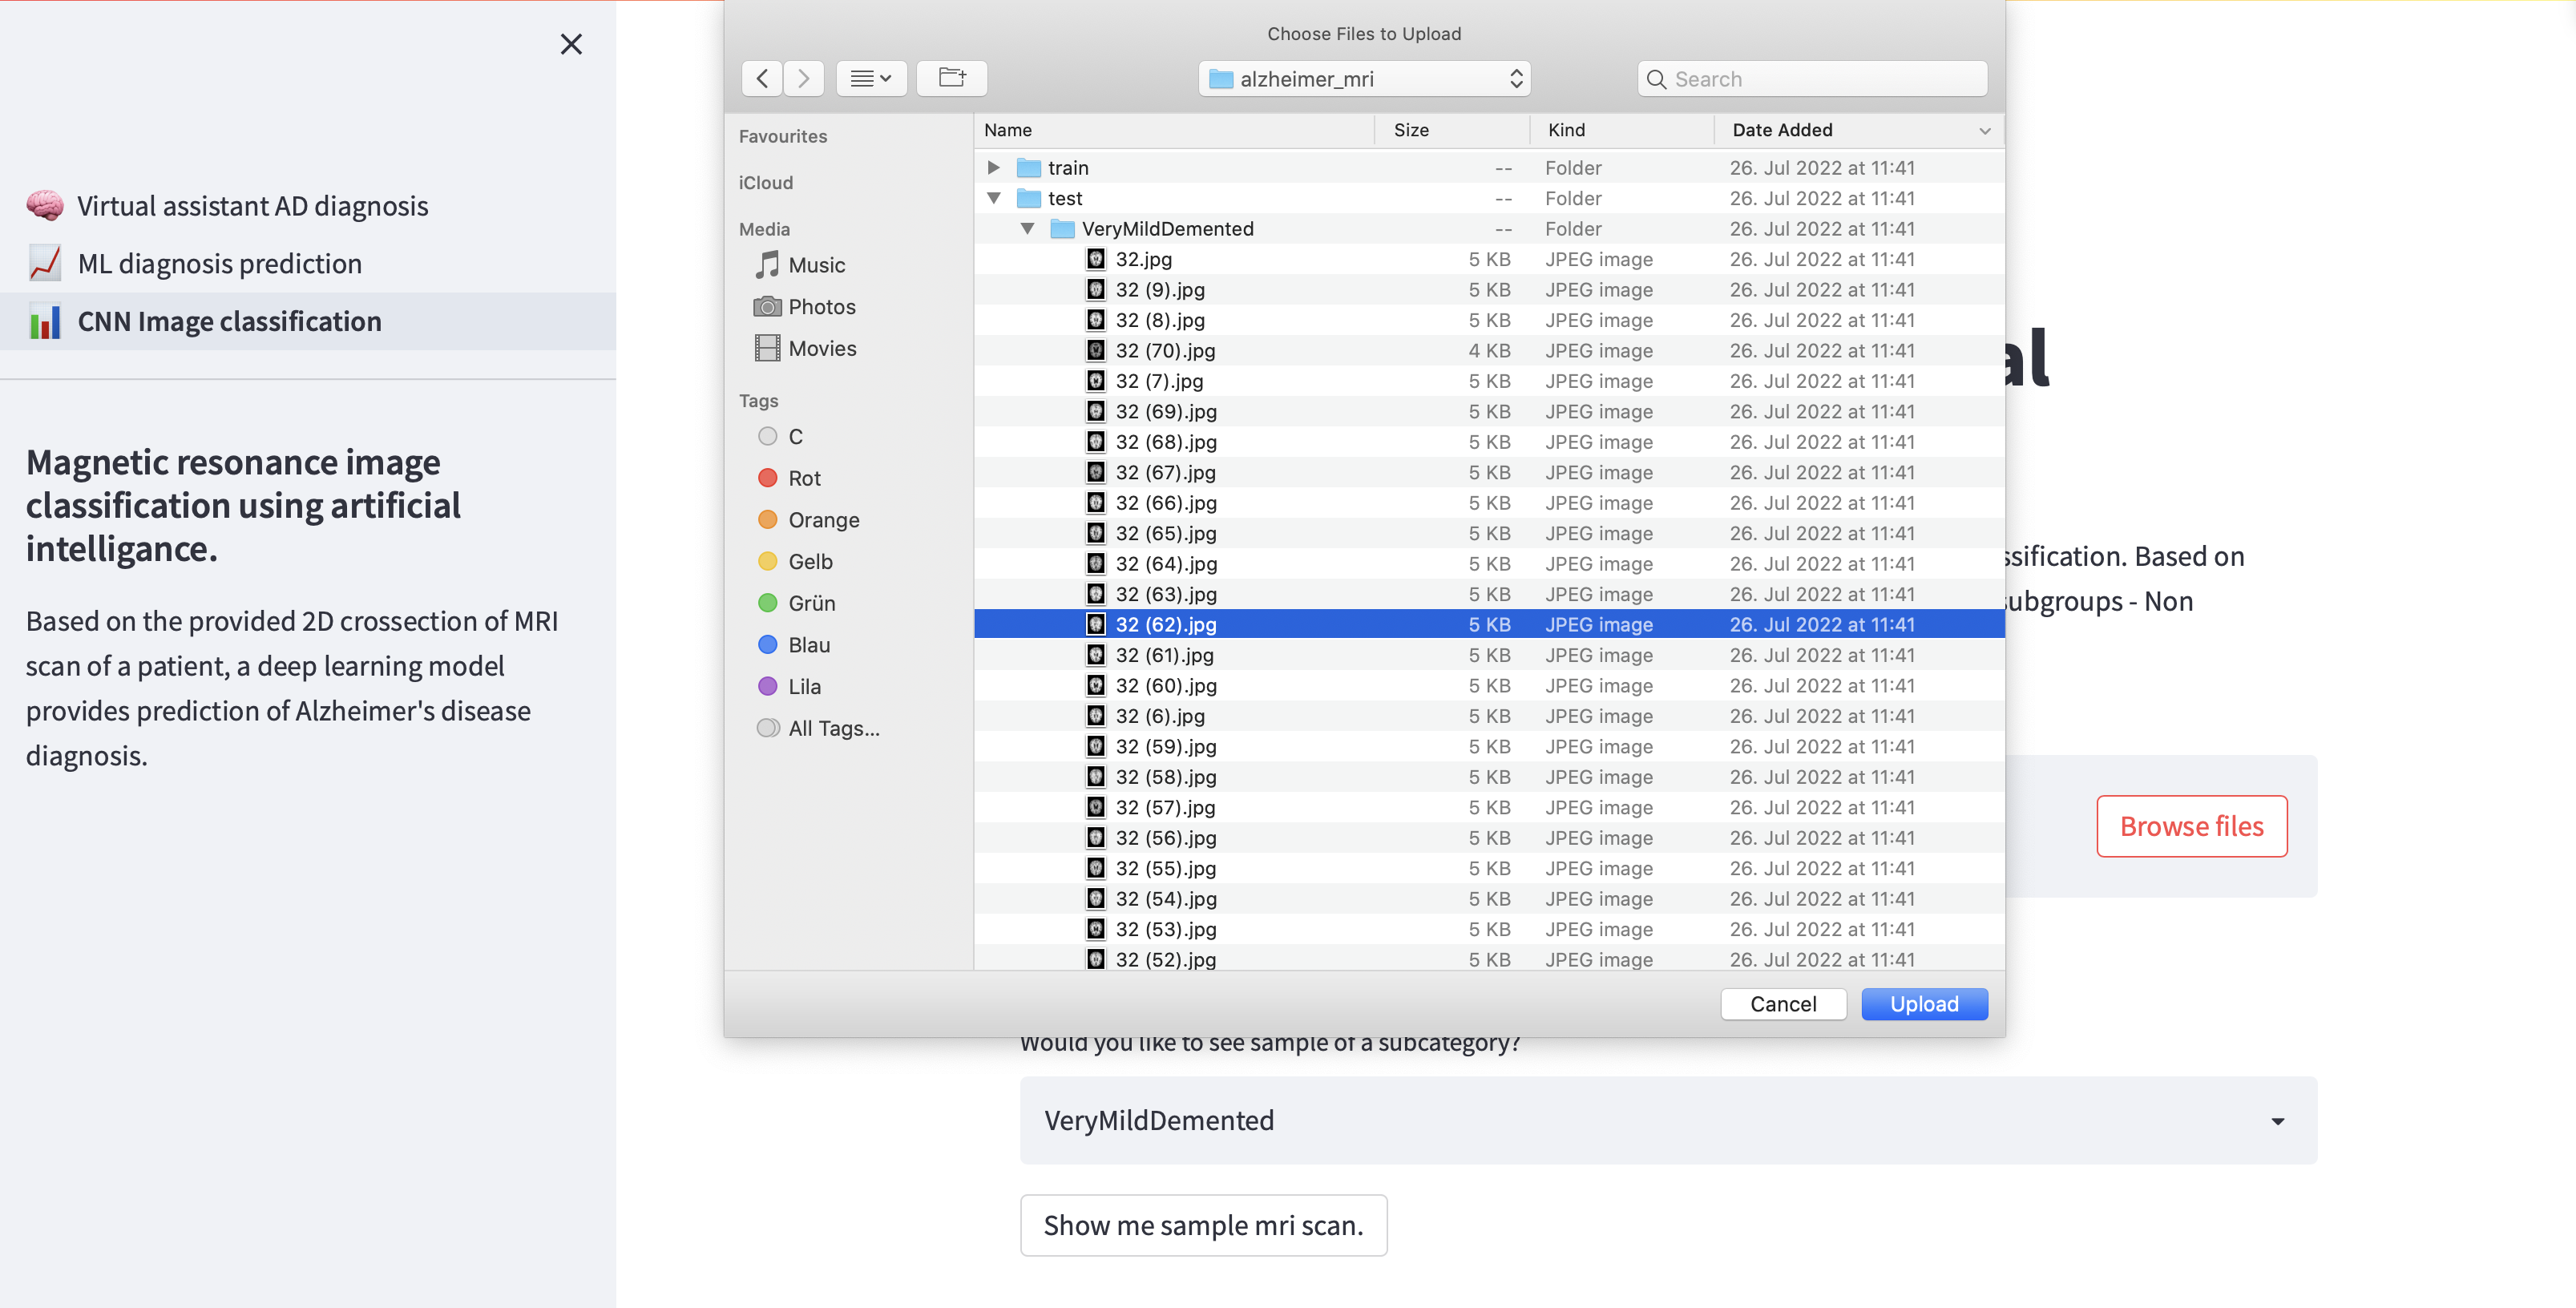 Virtual assistant AD diagnosis
ML diagnosis prediction
CNN Image classification
Magnetic resonance image
classification using artificial
intelligance.
Based on the provided 2D crossection of MRI
scan of a patient, a deep learning model
provides prediction of Alzheimer's disease
diagnosis.
Choose Files to Upload
alzheimer_mri
Search
Favourites
iCloud
Media
Music
Photos
Movies
Tags
C
Rot
Orange
Gelb
Grün
Blau
Lila
All Tags...
Name Size Kind Date Added
train -- Folder 26. Jul 2022 at 11:41
test -- Folder 26. Jul 2022 at 11:41
VeryMildDemented -- Folder 26. Jul 2022 at 11:41
32.jpg 5 KB JPEG image 26. Jul 2022 at 11:41
32 (9).jpg 5 KB JPEG image 26. Jul 2022 at 11:41
32 (8).jpg 5 KB JPEG image 26. Jul 2022 at 11:41
32 (70).jpg 4 KB JPEG image 26. Jul 2022 at 11:41
32 (7).jpg 5 KB JPEG image 26. Jul 2022 at 11:41
32 (69).jpg 5 KB JPEG image 26. Jul 2022 at 11:41
32 (68).jpg 5 KB JPEG image 26. Jul 2022 at 11:41
32 (67).jpg 5 KB JPEG image 26. Jul 2022 at 11:41
32 (66).jpg 5 KB JPEG image 26. Jul 2022 at 11:41
32 (65).jpg 5 KB JPEG image 26. Jul 2022 at 11:41
32 (64).jpg 5 KB JPEG image 26. Jul 2022 at 11:41
32 (63).jpg 5 KB JPEG image 26. Jul 2022 at 11:41
32 (62).jpg 5 KB JPEG image 26. Jul 2022 at 11:41
32 (61).jpg 5 KB JPEG image 26. Jul 2022 at 11:41
32 (60).jpg 5 KB JPEG image 26. Jul 2022 at 11:41
32 (6).jpg 5 KB JPEG image 26. Jul 2022 at 11:41
32 (59).jpg 5 KB JPEG image 26. Jul 2022 at 11:41
32 (58).jpg 5 KB JPEG image 26. Jul 2022 at 11:41
32 (57).jpg 5 KB JPEG image 26. Jul 2022 at 11:41
32 (56).jpg 5 KB JPEG image 26. Jul 2022 at 11:41
32 (55).jpg 5 KB JPEG image 26. Jul 2022 at 11:41
32 (54).jpg 5 KB JPEG image 26. Jul 2022 at 11:41
32 (53).jpg 5 KB JPEG image 26. Jul 2022 at 11:41
32 (52).jpg 5 KB JPEG image 26. Jul 2022 at 11:41
Cancel Upload
al
ssification. Based on
subgroups - Non
Browse files
Would you like to see sample of a subcategory?
VeryMildDemented
Show me sample mri scan.